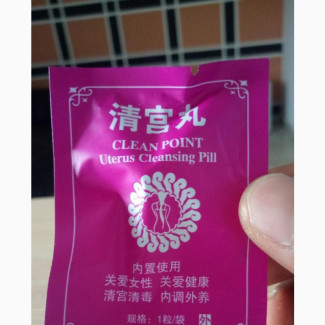 清宫丸
CLEAN POINT
Uterus Cleansing Pill
内置使用
关爱女性 关爱健康
清宫清毒 内调外养
规格：1粒/袋
外